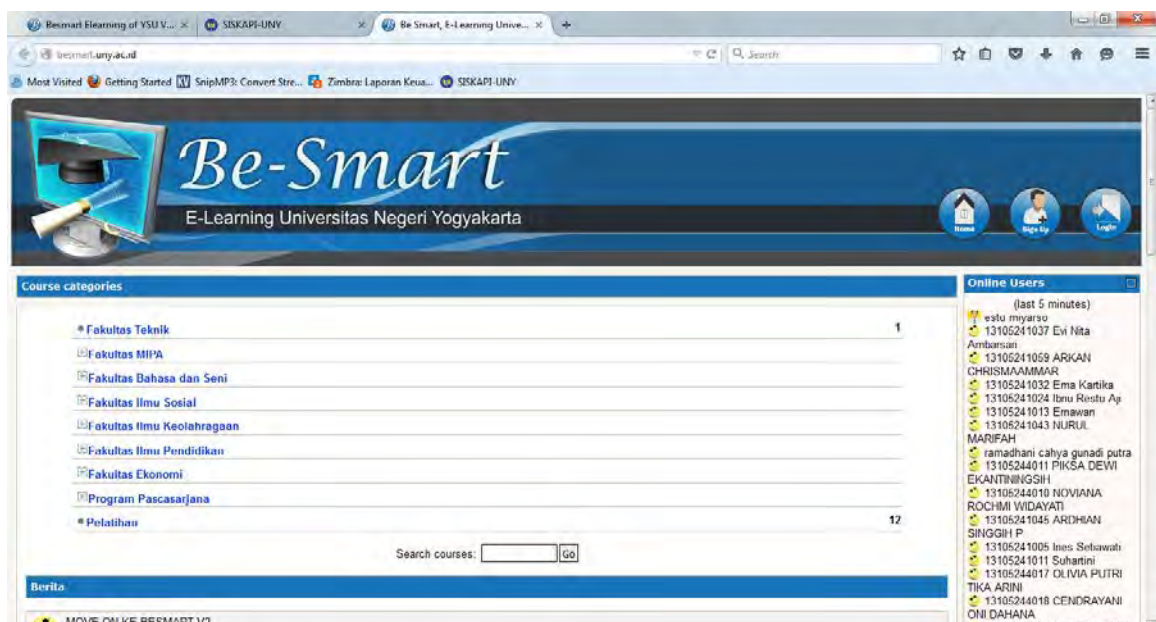 Besmart Elearning of YSU V...
SISKAPI-UNY
Be Smart, E-Learning Unive...
besmart.uny.ac.id
Search
Most Visited Getting Started SnipMP3: Convert Stre... Zimbra: Laporan Keua... SISKAPI-UNY
Be-Smart
E-Learning Universitas Negeri Yogyakarta
Home
Sign Up
Login
Course categories
Fakultas Teknik 1
Fakultas MIPA
Fakultas Bahasa dan Seni
Fakultas Ilmu Sosial
Fakultas Ilmu Keolahragaan
Fakultas Ilmu Pendidikan
Fakultas Ekonomi
Program Pascasarjana
Pelatihan 12
Search courses: Go
Berita
MOVE ON KE BESMART V2
Online Users
(last 5 minutes)
estu miyarso
13105241037 Evi Nita
Ambarsari
13105241059 ARKAN
CHRISMAAMMAR
13105241032 Ema Kartika
13105241024 Ibnu Restu Aji
13105241013 Ernawan
13105241043 NURUL
MARIFAH
ramadhani cahya gunadi putra
13105244011 PIKSA DEWI
EKANTININGSIH
13105244010 NOVIANA
ROCHMI WIDAYATI
13105241045 ARDHIAN
SINGGIH P
13105241005 Ines Setiawati
13105241011 Suhartini
13105244017 OLIVIA PUTRI
TIKA ARINI
13105244018 CENDRAYANI
ONI DAHANA